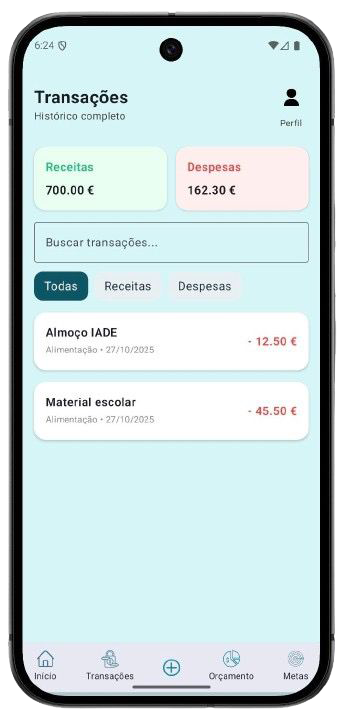 6:24
Transações
Histórico completo
Perfil
Receitas
700.00 €
Despesas
162.30 €
Buscar transações...
Todas
Receitas
Despesas
Almoço IADE
Alimentação • 27/10/2025
- 12.50 €
Material escolar
Alimentação • 27/10/2025
- 45.50 €
Início
Transações
Orçamento
Metas